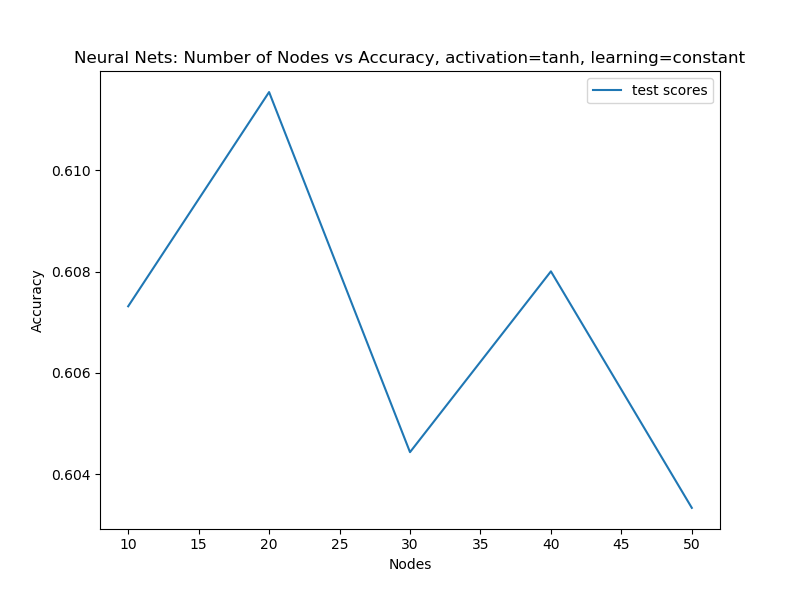 Neural Nets: Number of Nodes vs Accuracy, activation=tanh, learning=constant
test scores
0.610
0.608
0.606
0.604
Accuracy
10 15 20 25 30 35 40 45 50
Nodes